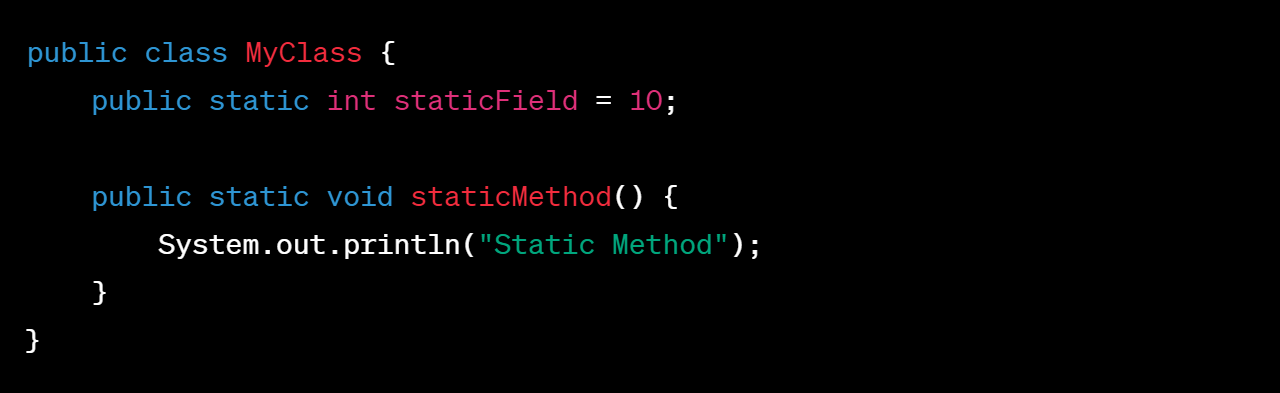 public class MyClass {
    public static int staticField = 10;

    public static void staticMethod() {
        System.out.println("Static Method");
    }
}